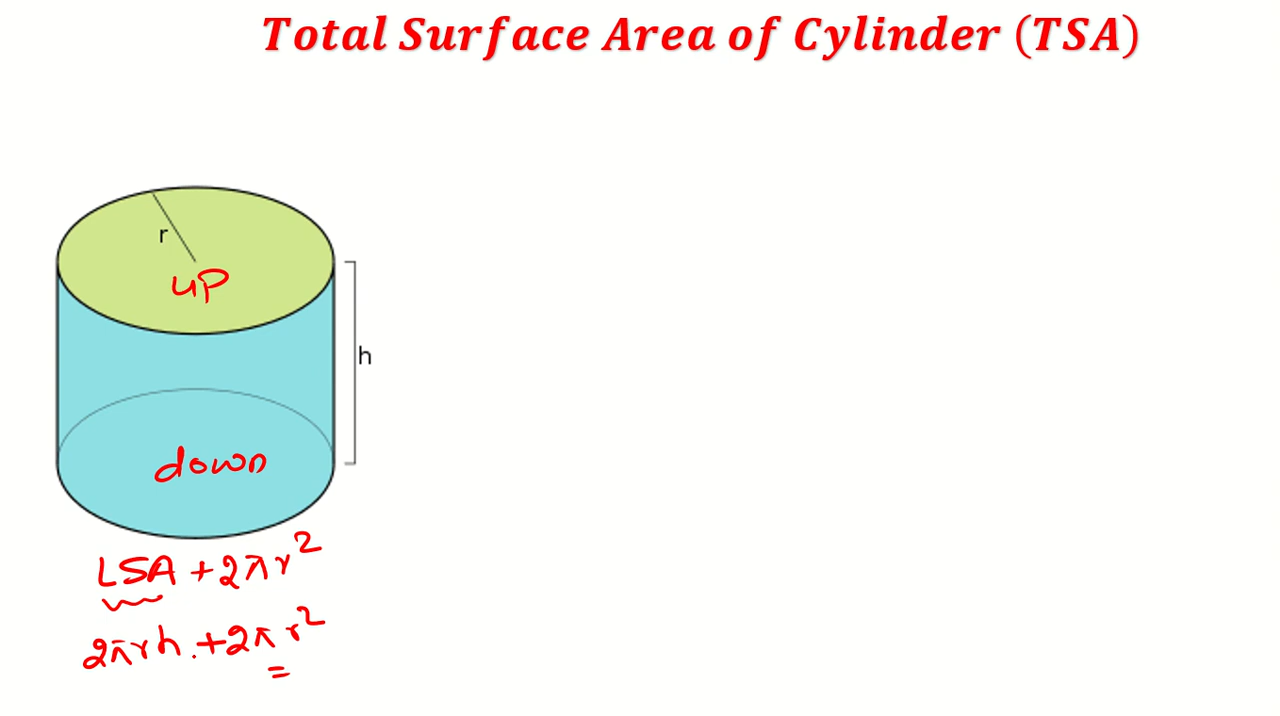 Total Surface Area of Cylinder (TSA)
r
up
h
down
LSA + 2πr²
2πrh + 2πr²
=